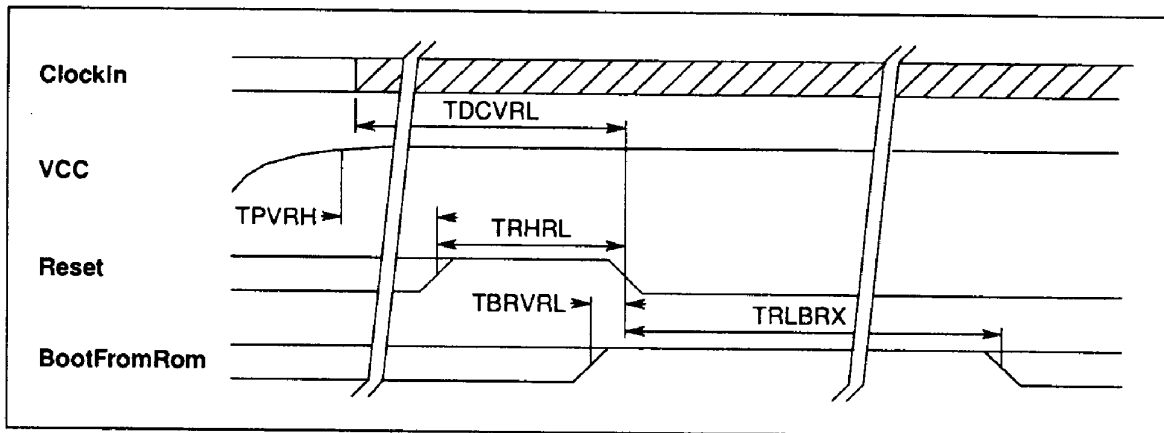 ClockIn
TDCVRL
VCC
TPVRH
TRHRL
Reset
TBRVRL
TRLBRX
BootFromRom